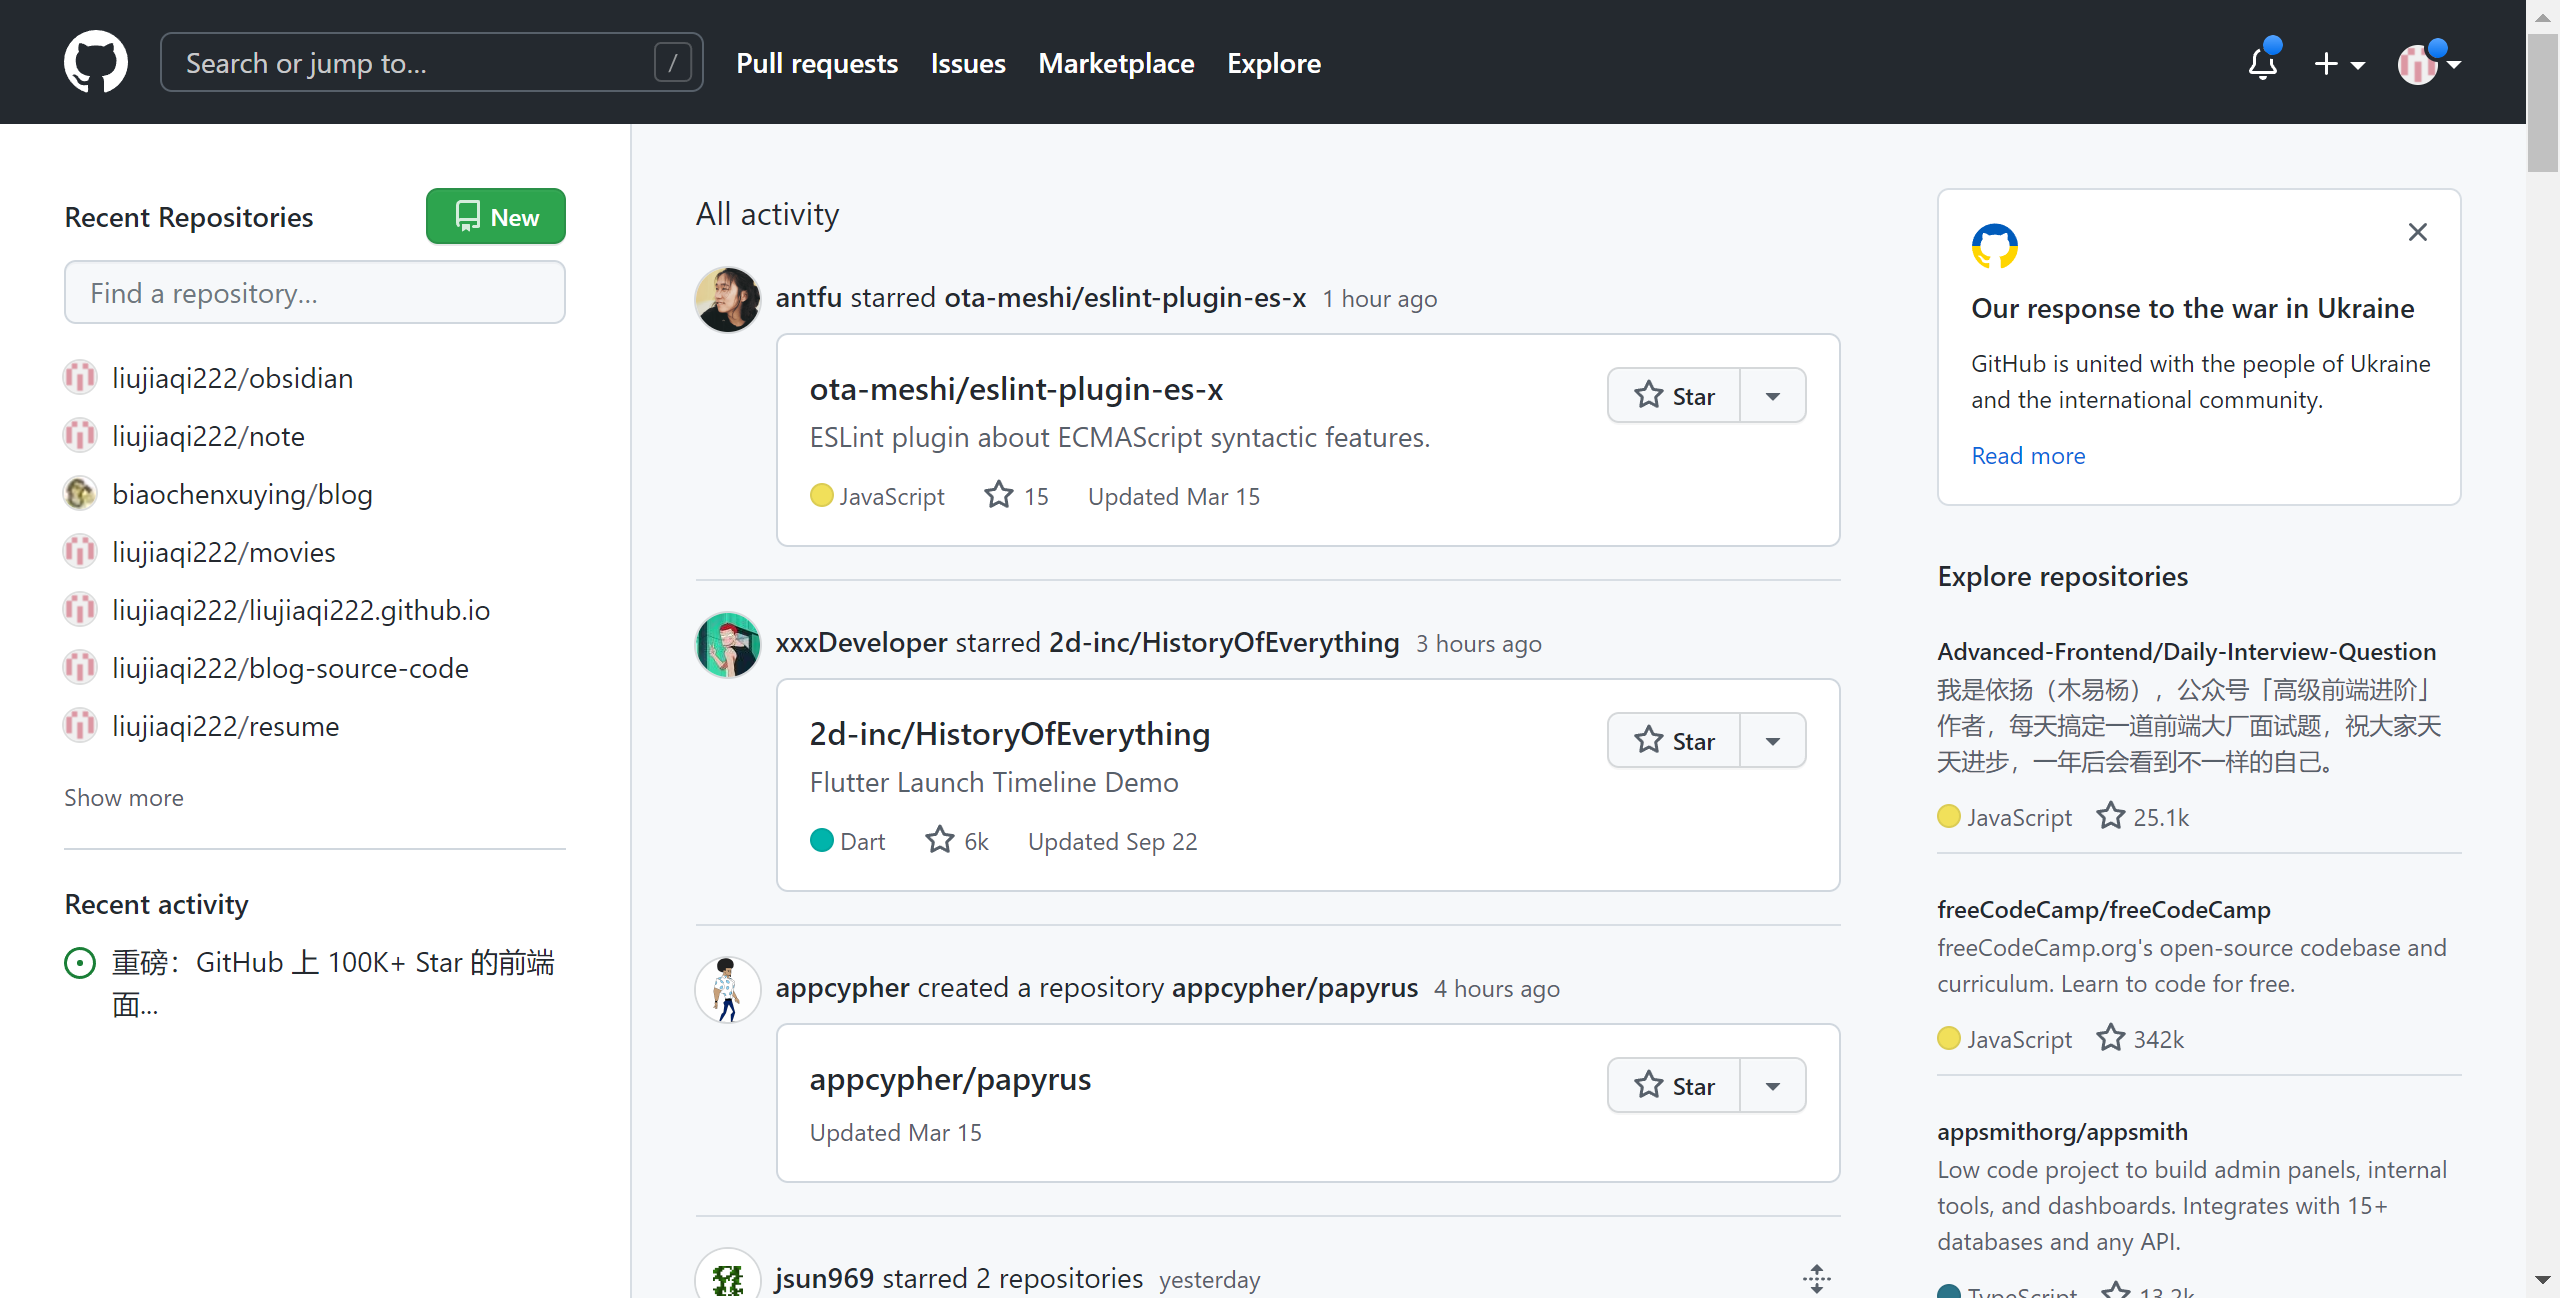 Search or jump to...
/
Pull requests
Issues
Marketplace
Explore
Recent Repositories
New
Find a repository...
liujiaqi222/obsidian
liujiaqi222/note
biaochenxuying/blog
liujiaqi222/movies
liujiaqi222/liujiaqi222.github.io
liujiaqi222/blog-source-code
liujiaqi222/resume
Show more
Recent activity
重磅：GitHub 上 100K+ Star 的前端
面...
All activity
antfu starred ota-meshi/eslint-plugin-es-x 1 hour ago
ota-meshi/eslint-plugin-es-x
Star
ESLint plugin about ECMAScript syntactic features.
JavaScript 15 Updated Mar 15
xxxDeveloper starred 2d-inc/HistoryOfEverything 3 hours ago
2d-inc/HistoryOfEverything
Star
Flutter Launch Timeline Demo
Dart 6k Updated Sep 22
appcypher created a repository appcypher/papyrus 4 hours ago
appcypher/papyrus
Star
Updated Mar 15
jsun969 starred 2 repositories yesterday
Our response to the war in Ukraine
GitHub is united with the people of Ukraine
and the international community.
Read more
Explore repositories
Advanced-Frontend/Daily-Interview-Question
我是依扬（木易杨），公众号「高级前端进阶」
作者，每天搞定一道前端大厂面试题，祝大家天
天进步，一年后会看到不一样的自己。
JavaScript 25.1k
freeCodeCamp/freeCodeCamp
freeCodeCamp.org's open-source codebase and
curriculum. Learn to code for free.
JavaScript 342k
appsmithorg/appsmith
Low code project to build admin panels, internal
tools, and dashboards. Integrates with 15+
databases and any API.
TypeScript 13.2k